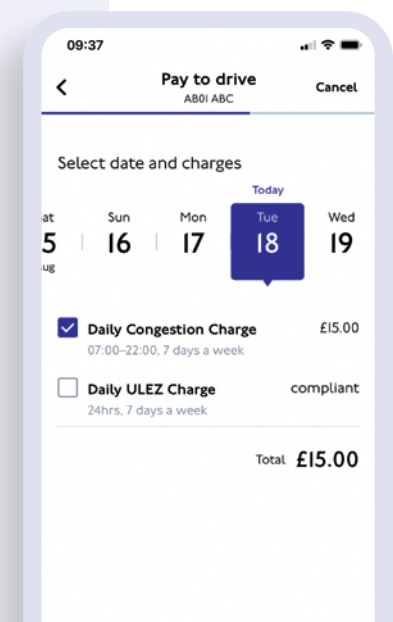 09:37
Pay to drive
Cancel
AB01 ABC
Select date and charges
Today
at Sun Mon Tue Wed
5 16 17 18 19
ug
Daily Congestion Charge £15.00
07:00–22:00, 7 days a week
Daily ULEZ Charge compliant
24hrs, 7 days a week
Total £15.00